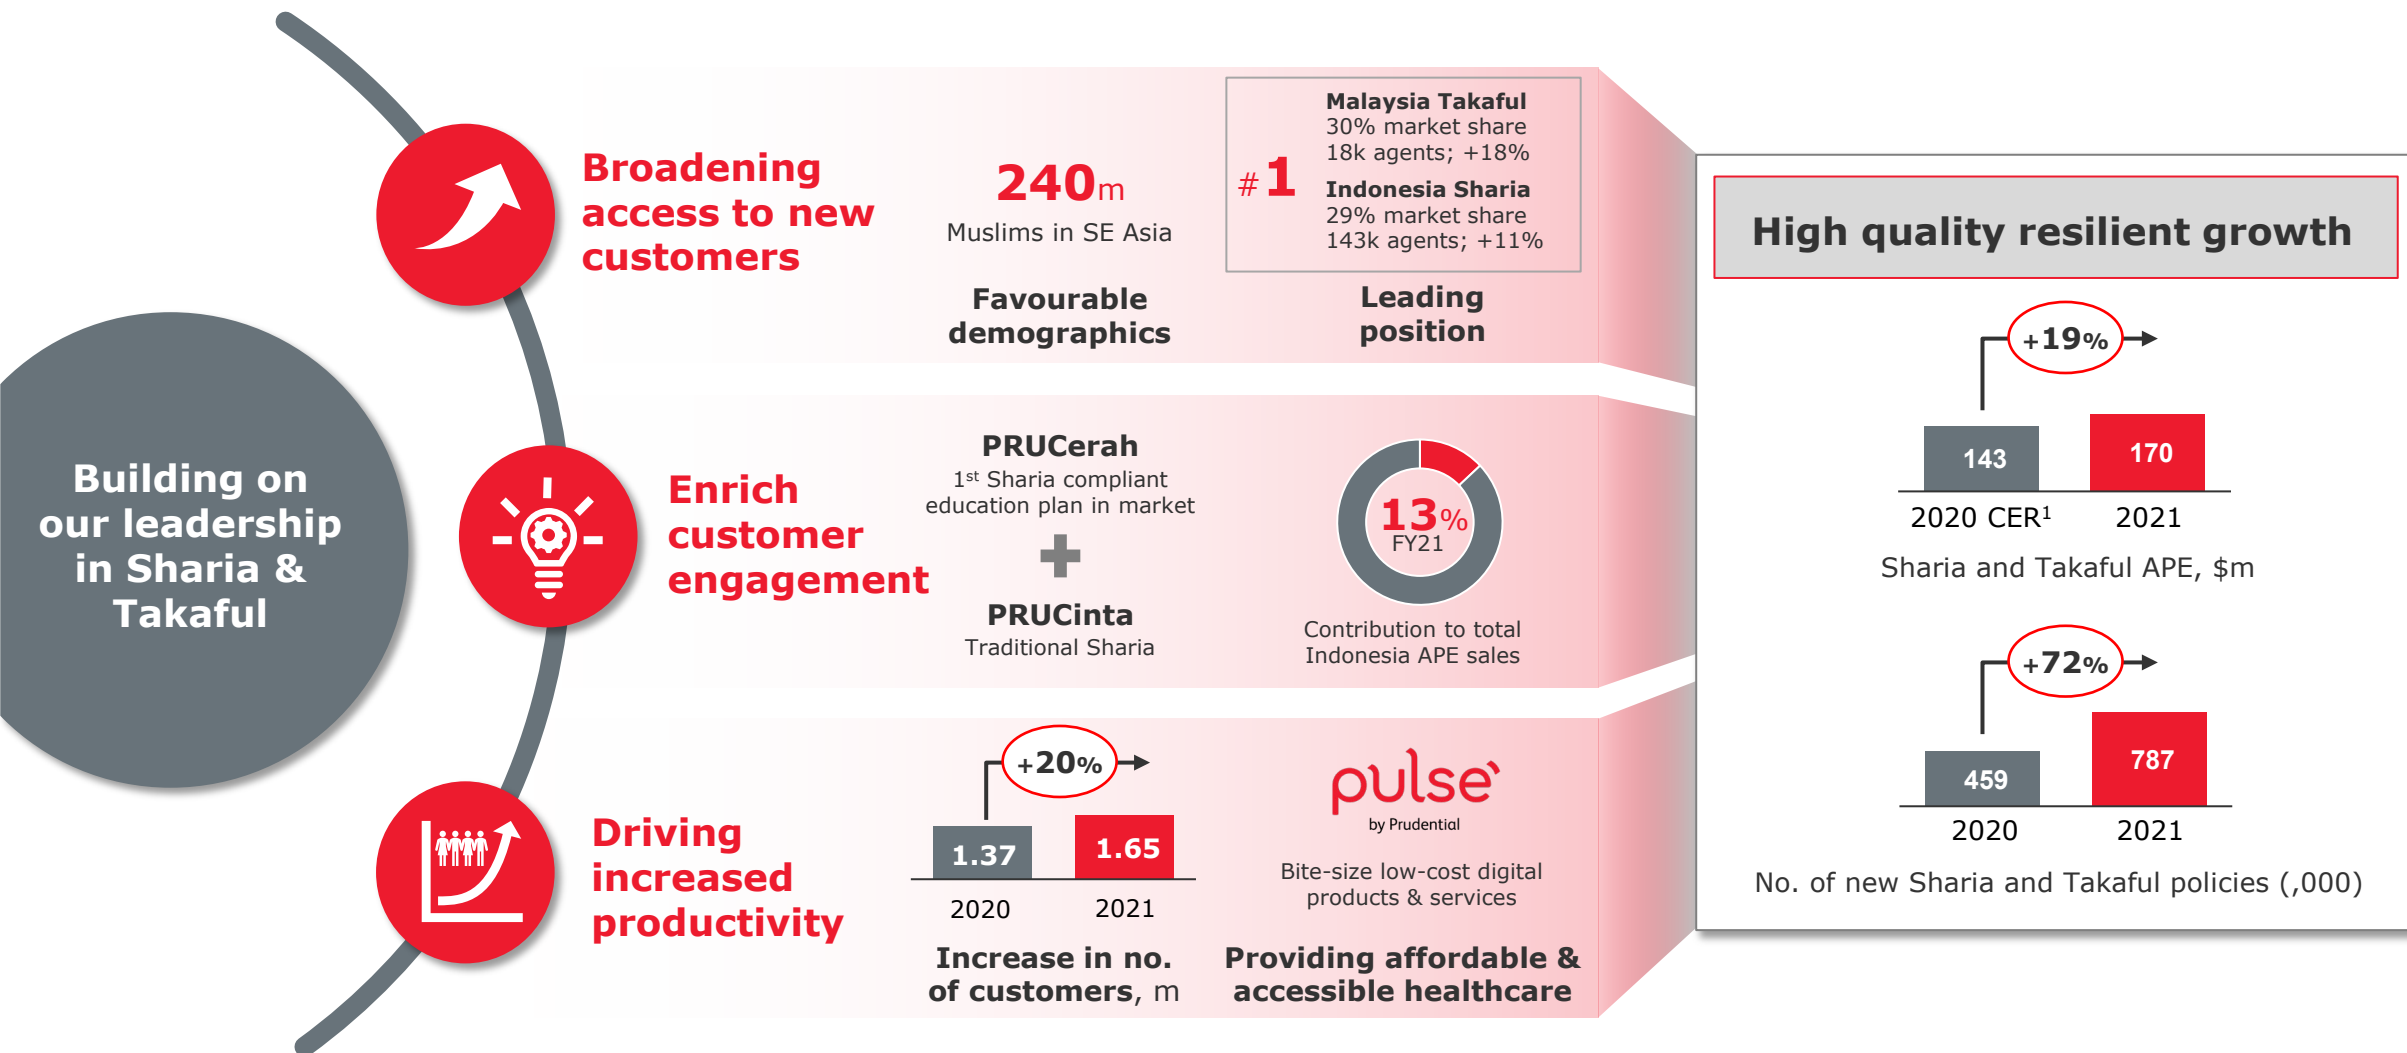 Building on
our leadership
in Sharia &
Takaful
Broadening
access to new
customers
240m
Muslims in SE Asia
Favourable
demographics
#1
Malaysia Takaful
30% market share
18k agents; +18%
Indonesia Sharia
29% market share
143k agents; +11%
Leading
position
Enrich
customer
engagement
PRUCerah
1st Sharia compliant
education plan in market
PRUCinta
Traditional Sharia
13%
FY21
Contribution to total
Indonesia APE sales
Driving
increased
productivity
+20%
1.37
1.65
2020
2021
Increase in no.
of customers, m
pulse
by Prudential
Bite-size low-cost digital
products & services
Providing affordable &
accessible healthcare
High quality resilient growth
+19%
143
170
2020 CER1
2021
Sharia and Takaful APE, $m
+72%
459
787
2020
2021
No. of new Sharia and Takaful policies (,000)